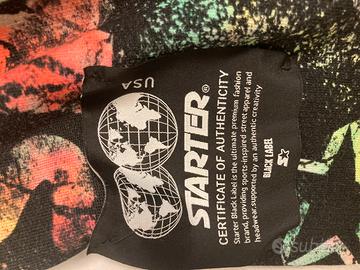 USA
STARTER®
CERTIFICATE OF AUTHENTICITY
Starter Black Label is the ultimate premium fashion
brand, providing sports-inspired street apparel and
headwear, supported by an authentic creativity
BLACK LABEL
subito